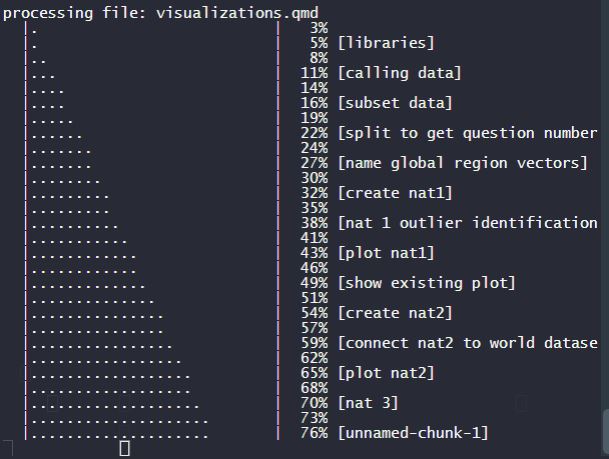 processing file: visualizations.qmd
|. | 3%
|. | 5% [libraries]
|.. | 8%
|... | 11% [calling data]
|.... | 14%
|.... | 16% [subset data]
|..... | 19%
|...... | 22% [split to get question number
|....... | 24%
|....... | 27% [name global region vectors]
|........ | 30%
|......... | 32% [create nat1]
|......... | 35%
|.......... | 38% [nat 1 outlier identification
|........... | 41%
|............ | 43% [plot nat1]
|............ | 46%
|............. | 49% [show existing plot]
|.............. | 51%
|............... | 54% [create nat2]
|............... | 57%
|................ | 59% [connect nat2 to world datase
|................. | 62%
|.................. | 65% [plot nat2]
|.................. | 68%
|................... | 70% [nat 3]
|.................... | 73%
|.................... | 76% [unnamed-chunk-1]